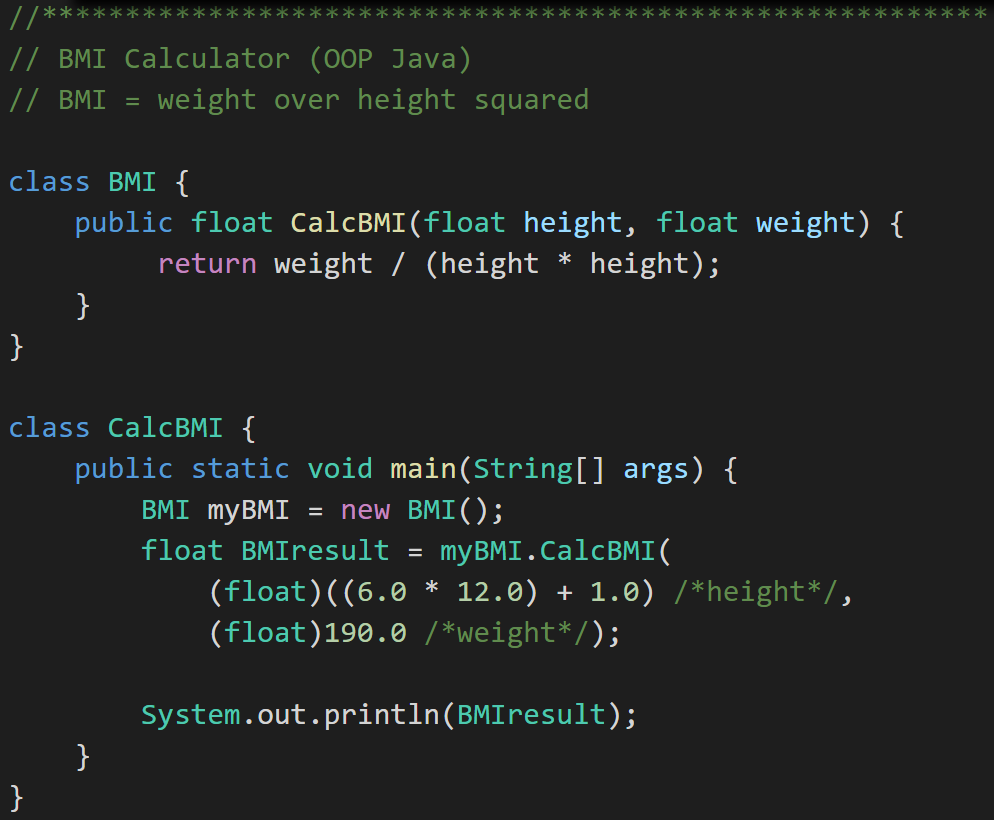 //*********************************************************
// BMI Calculator (OOP Java)
// BMI = weight over height squared

class BMI {
    public float CalcBMI(float height, float weight) {
         return weight / (height * height);
    }
}

class CalcBMI {
    public static void main(String[] args) {
        BMI myBMI = new BMI();
        float BMIresult = myBMI.CalcBMI(
            (float)((6.0 * 12.0) + 1.0) /*height*/,
            (float)190.0 /*weight*/);

        System.out.println(BMIresult);
    }
}